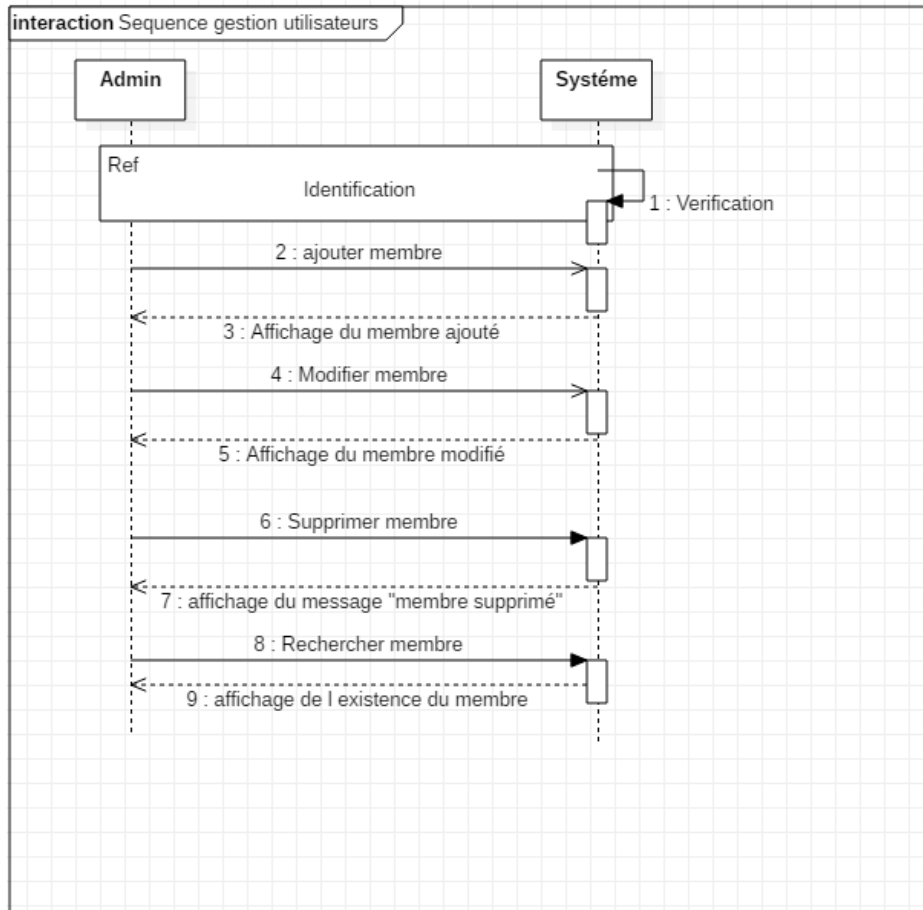 interaction Sequence gestion utilisateurs
Admin
Systéme
Ref
Identification
1 : Verification
2 : ajouter membre
3 : Affichage du membre ajouté
4 : Modifier membre
5 : Affichage du membre modifié
6 : Supprimer membre
7 : affichage du message "membre supprimé"
8 : Rechercher membre
9 : affichage de l existence du membre